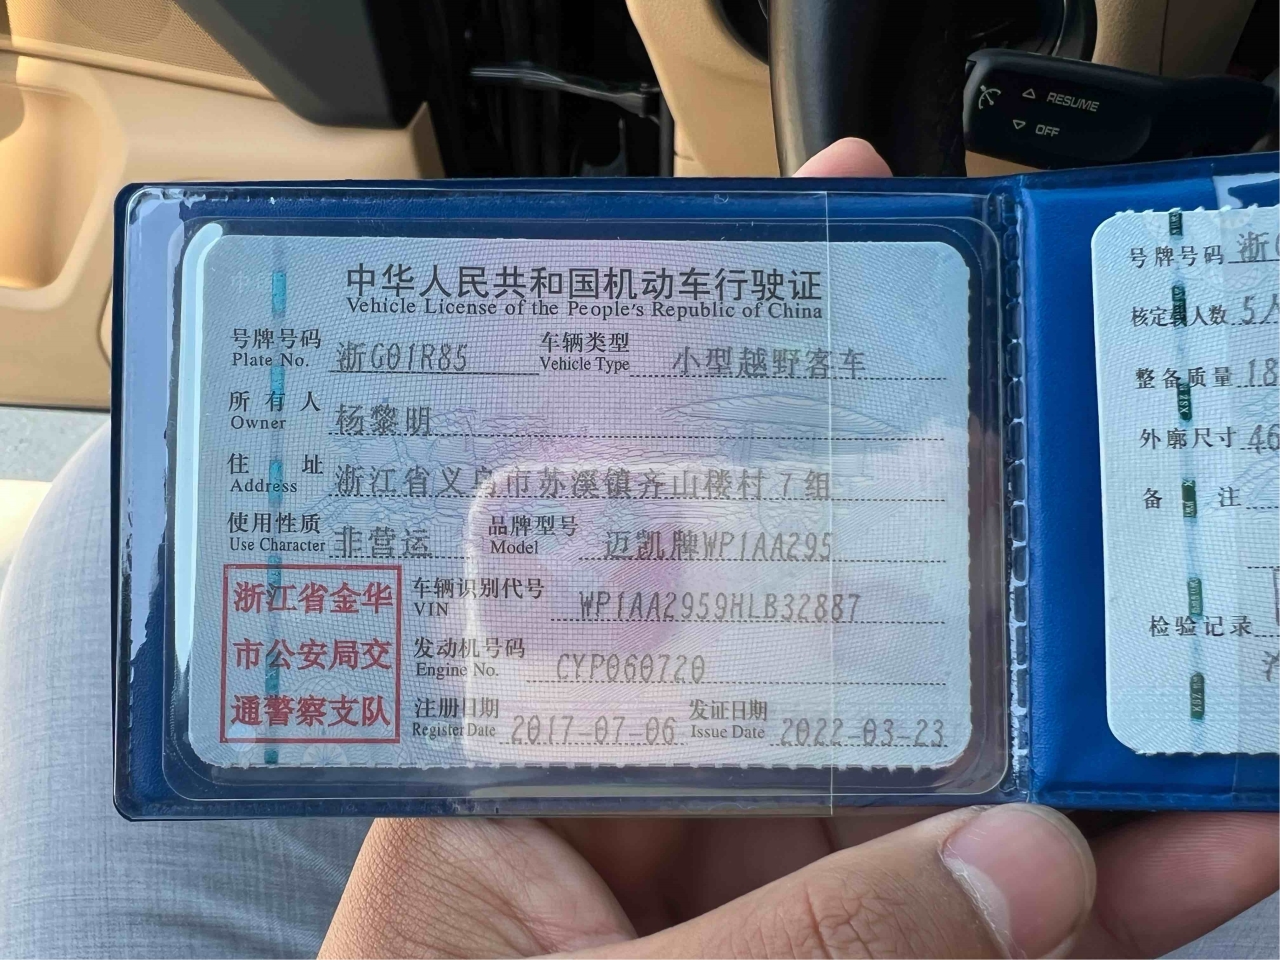 RESUME
OFF
中华人民共和国机动车行驶证
Vehicle License of the People's Republic of China
号牌号码 浙G01R85 车辆类型 小型越野客车
Plate No. Vehicle Type
所有人 杨黎明
Owner
住址 浙江省义乌市苏溪镇齐山楼村7组
Address
使用性质 非营运 品牌型号 迈凯牌WP1AA295
Use Character Model
浙江省金华
市公安局交
通警察支队
车辆识别代号 WP1AA2959HLB32887
VIN
发动机号码 CYP060720
Engine No.
注册日期 2017-07-06 发证日期 2022-03-23
Register Date Issue Date
号牌号码 浙
核定载人数 5人
整备质量 18
外廓尺寸 46
备注
检验记录